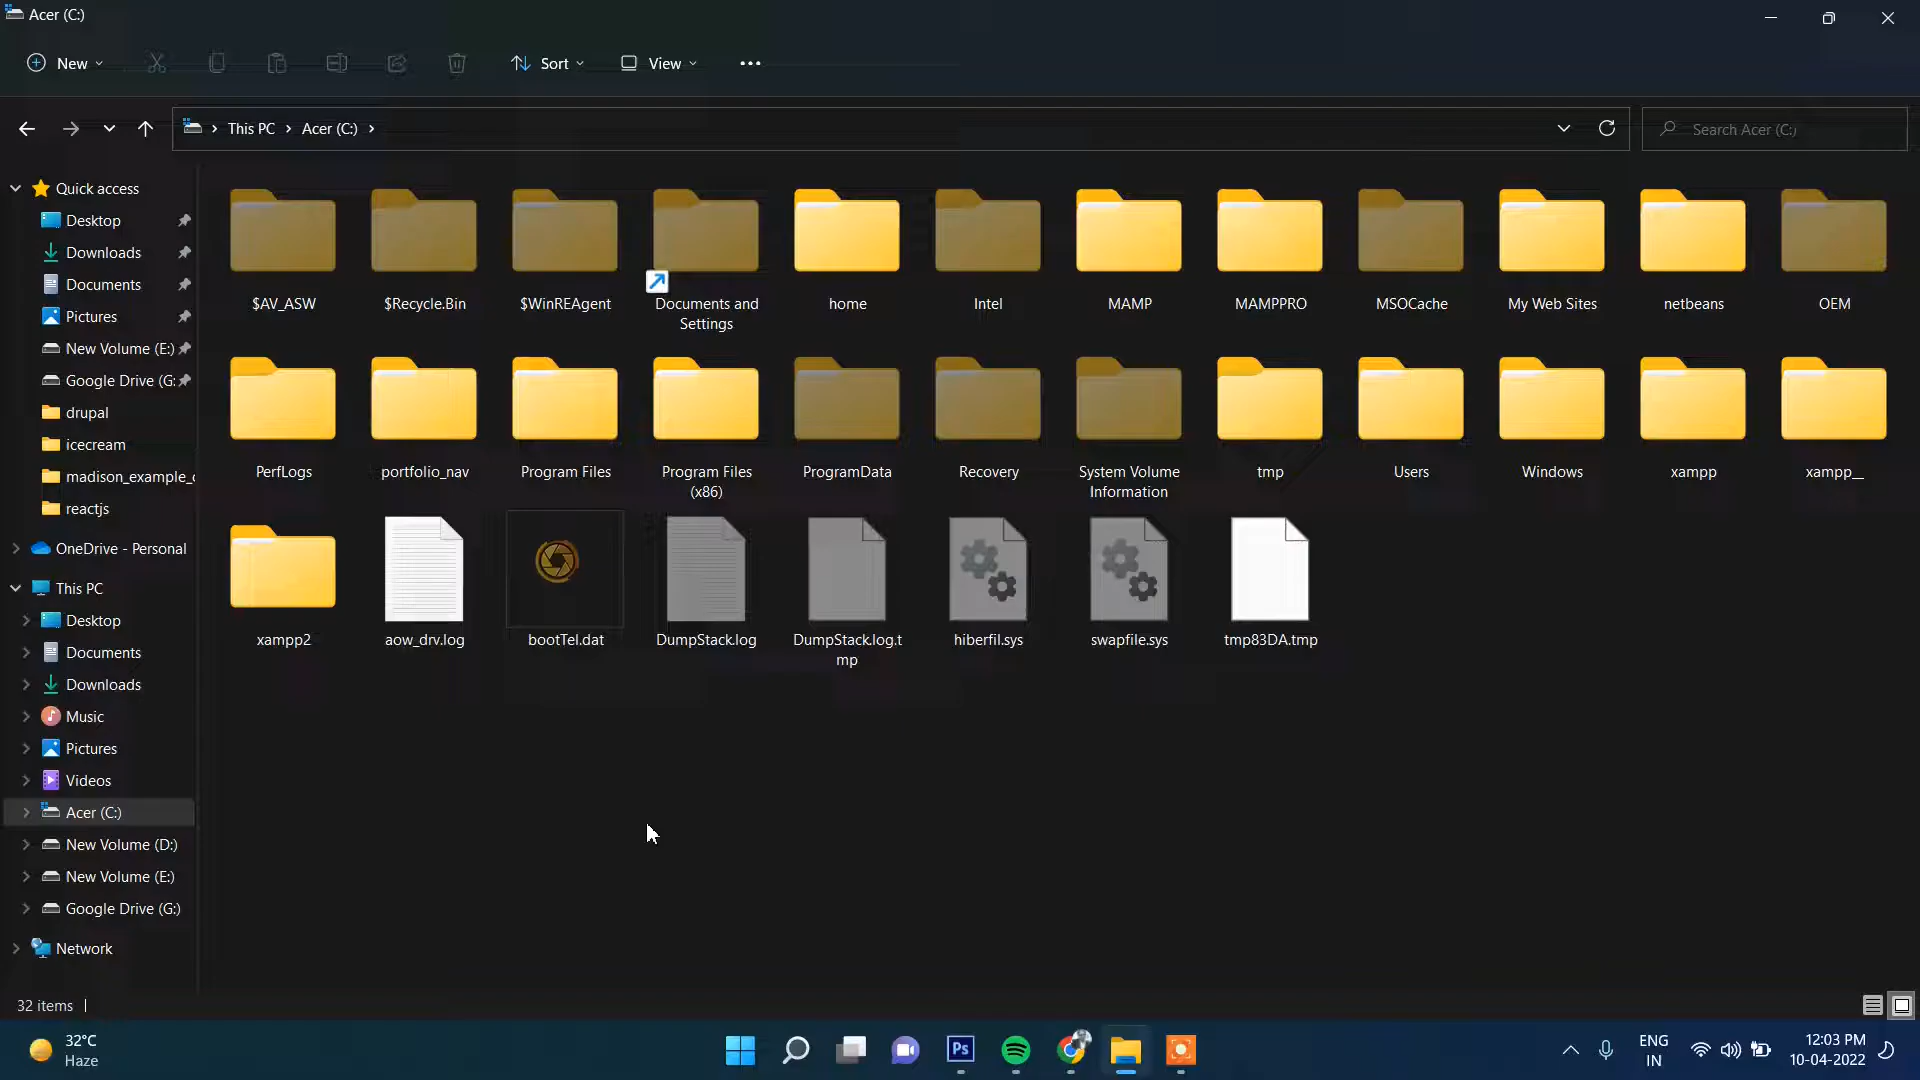 Acer (C:)
New
Sort
View
This PC
Acer (C:)
Search Acer (C:)
Quick access
Desktop
Downloads
Documents
Pictures
New Volume (E:)
Google Drive (G:
drupal
icecream
madison_example_
reactjs
OneDrive - Personal
This PC
Desktop
Documents
Downloads
Music
Pictures
Videos
Acer (C:)
New Volume (D:)
New Volume (E:)
Google Drive (G:)
Network
$AV_ASW
$Recycle.Bin
$WinREAgent
Documents and
Settings
home
Intel
MAMP
MAMPPRO
MSOCache
My Web Sites
netbeans
OEM
PerfLogs
portfolio_nav
Program Files
Program Files
(x86)
ProgramData
Recovery
System Volume
Information
tmp
Users
Windows
xampp
xampp__
xampp2
aow_drv.log
bootTel.dat
DumpStack.log
DumpStack.log.t
mp
hiberfil.sys
swapfile.sys
tmp83DA.tmp
32 items
32°C
Haze
Ps
ENG
IN
12:03 PM
10-04-2022